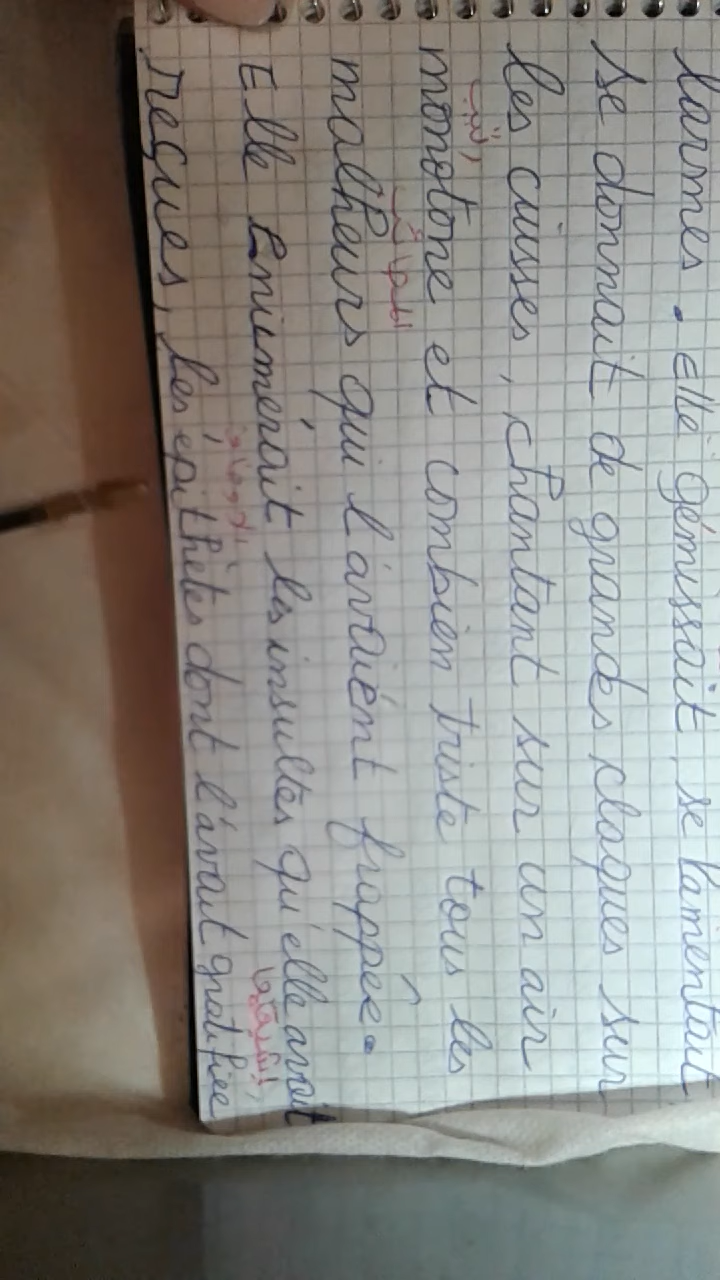 larmes. Elle gémissait, se lamentait,
se donnait de grandes claques sur
les cuisses, chantant sur un air
monotone et combien triste tous les
malheurs qui l'avaient frappée.
Elle énumérait les insultes qu'elle avait
reçues, les épithètes dont l'avait gratifiée